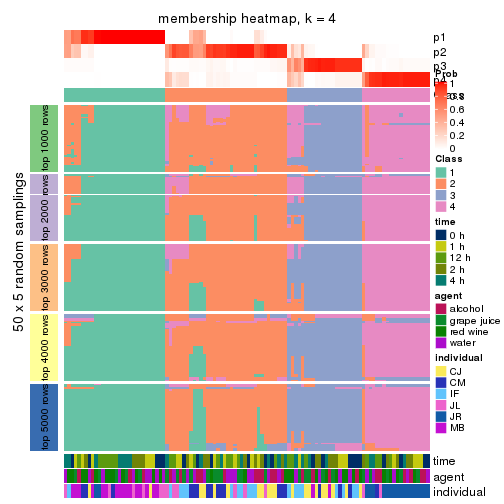 membership heatmap, k = 4
p1
p2
p3
p4
Prob
1
0.8
0.6
0.4
0.2
0
Class
1
2
3
4
time
0 h
1 h
12 h
2 h
4 h
agent
alcohol
grape juice
red wine
water
individual
CJ
CM
IF
JL
JR
MB
50 x 5 random samplings
top 1000 rows
top 2000 rows
top 3000 rows
top 4000 rows
top 5000 rows
time
agent
individual